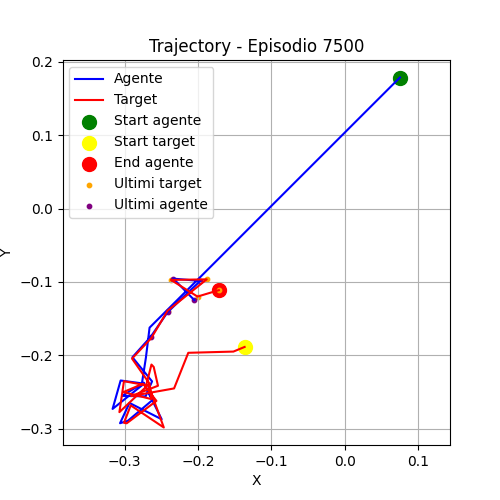 Trajectory - Episodio 7500
Agente
Target
Start agente
Start target
End agente
Ultimi target
Ultimi agente
0.2
0.1
0.0
−0.1
−0.2
−0.3
Y
−0.3
−0.2
−0.1
0.0
0.1
X